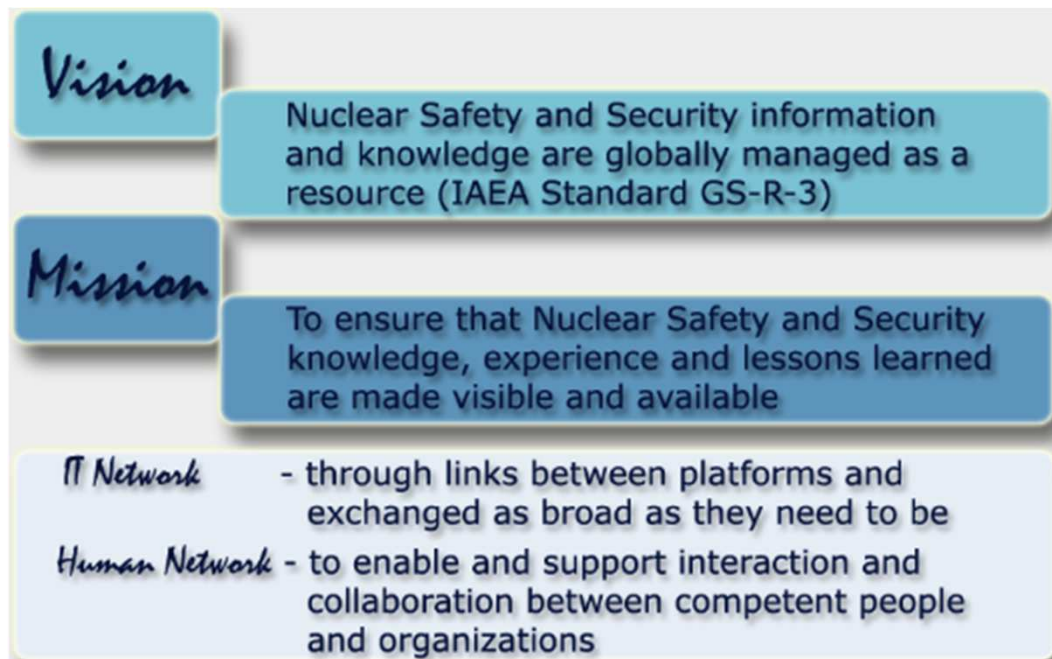 Vision
Nuclear Safety and Security information
and knowledge are globally managed as a
resource (IAEA Standard GS-R-3)
Mission
To ensure that Nuclear Safety and Security
knowledge, experience and lessons learned
are made visible and available
IT Network - through links between platforms and
exchanged as broad as they need to be
Human Network - to enable and support interaction and
collaboration between competent people
and organizations